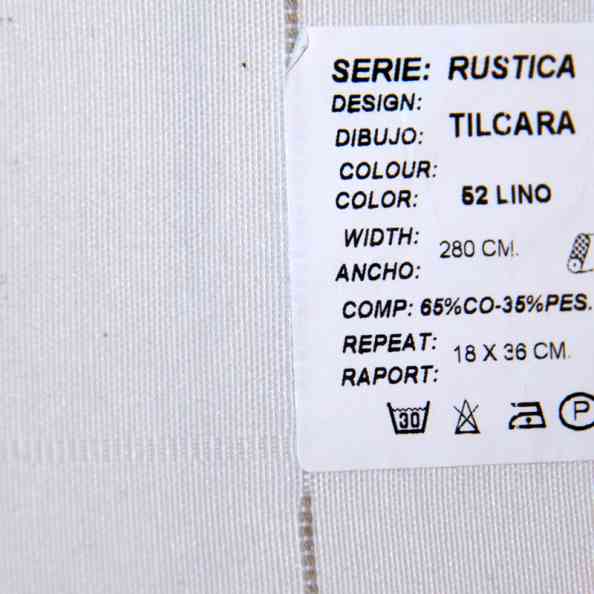 SERIE: RUSTICA
DESIGN:
DIBUJO: TILCARA
COLOUR:
COLOR: 52 LINO
WIDTH:
ANCHO: 280 CM.
COMP: 65%CO-35%PES.
REPEAT:
RAPORT: 18 X 36 CM.
30 P